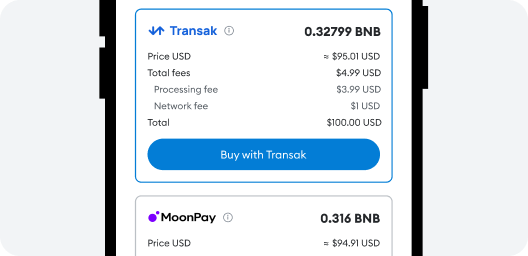 Transak 0.32799 BNB
Price USD ≈ $95.01 USD
Total fees $4.99 USD
Processing fee $3.99 USD
Network fee $1 USD
Total $100.00 USD
Buy with Transak
MoonPay 0.316 BNB
Price USD ≈ $94.91 USD